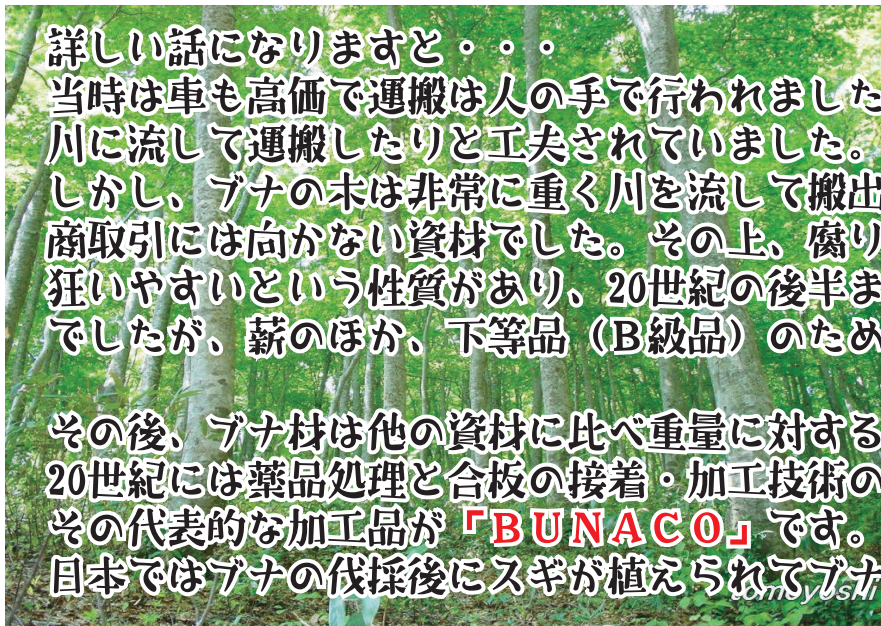 詳しい話になりますと・・・
当時は車も高価で運搬は人の手で行われました
川に流して運搬したりと工夫されていました。
しかし、ブナの木は非常に重く川を流して搬出
商取引には向かない資材でした。その上、腐り
狂いやすいという性質があり、20世紀の後半ま
でしたが、薪のほか、下等品（Ｂ級品）のため
その後、ブナ材は他の資材に比べ重量に対する
20世紀には薬品処理と合板の接着・加工技術の
その代表的な加工品が「ＢＵＮＡＣＯ」です。
日本ではブナの伐採後にスギが植えられてブナ
tomoyoshi